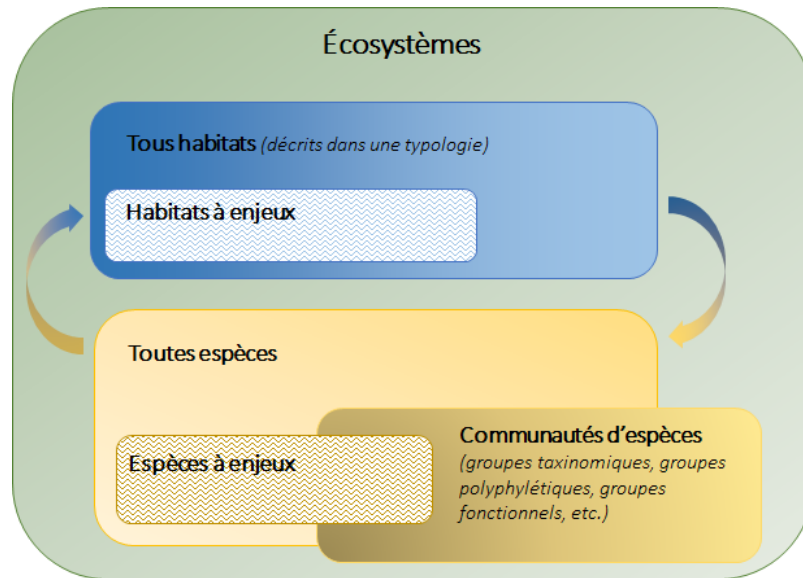 Écosystèmes
Tous habitats (décrits dans une typologie)
Habitats à enjeux
Toutes espèces
Espèces à enjeux
Communautés d'espèces
(groupes taxinomiques, groupes
polyphylétiques, groupes
fonctionnels, etc.)